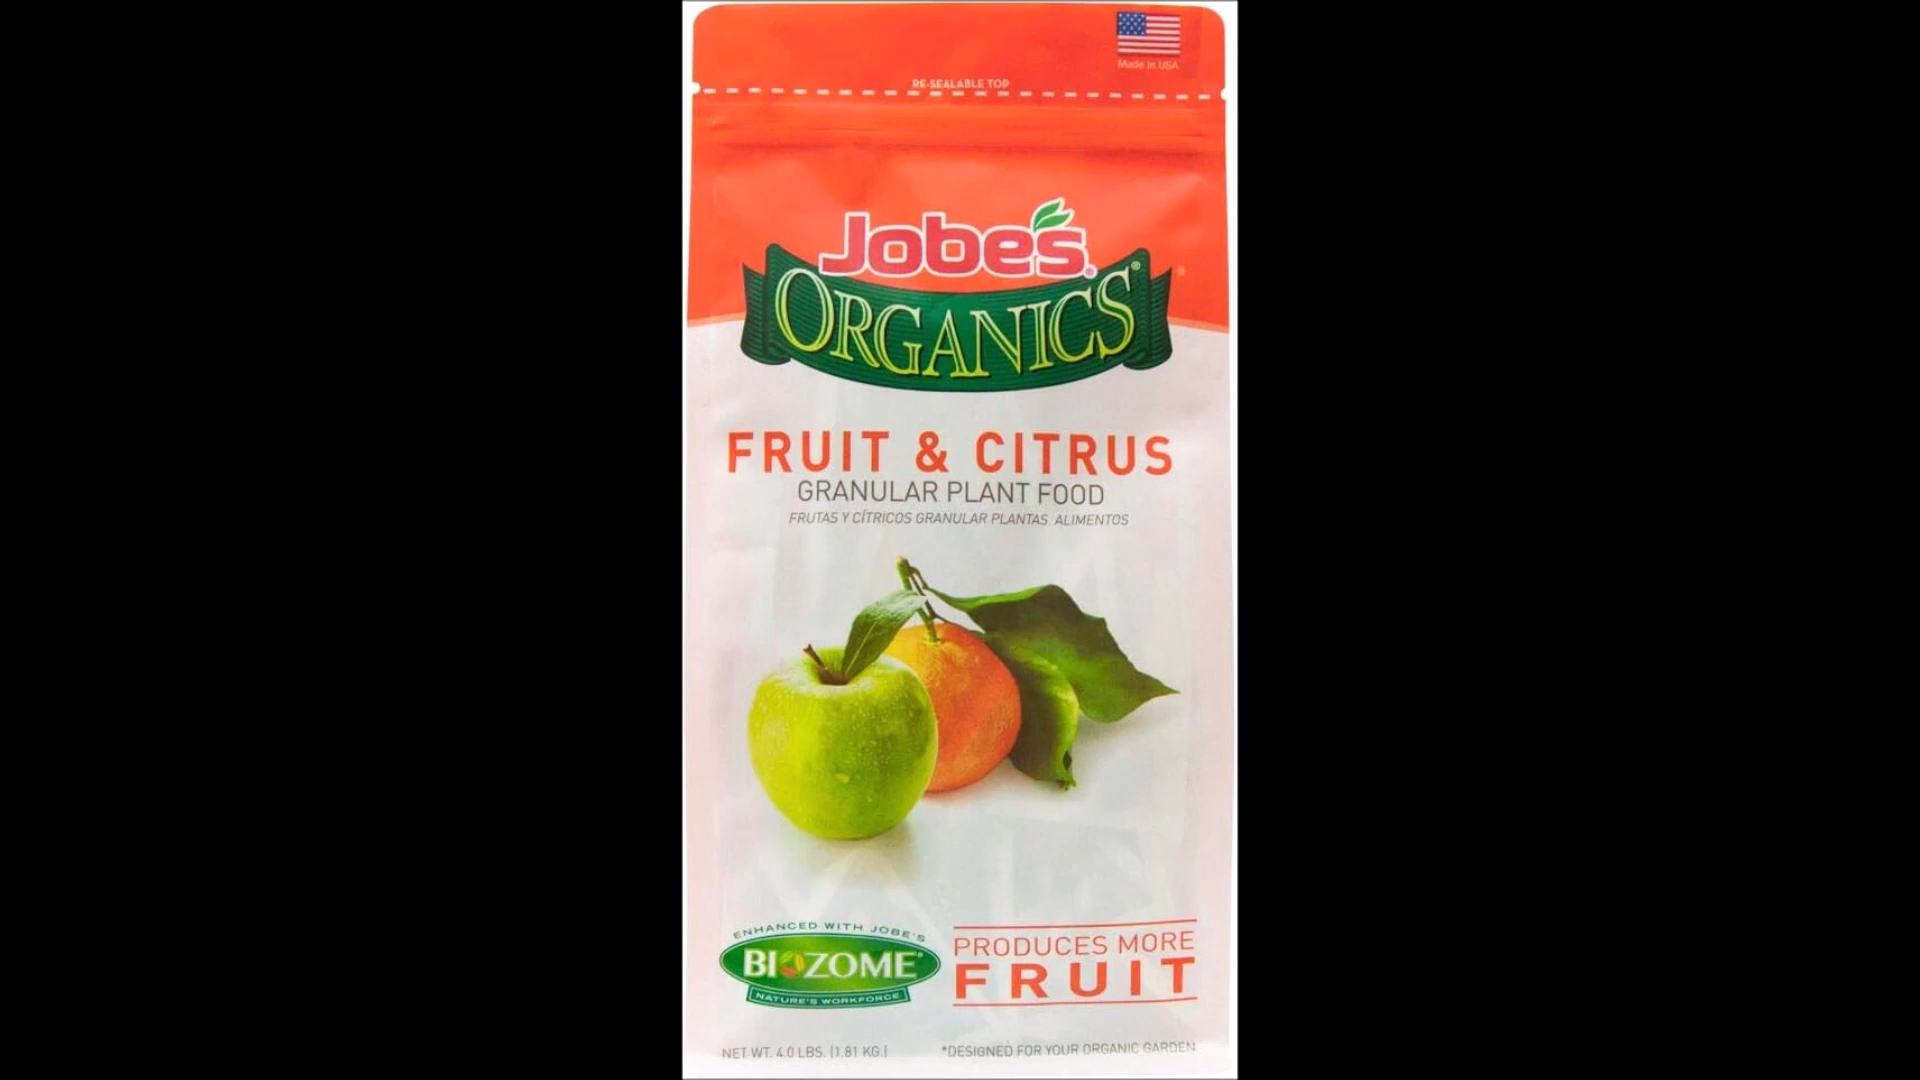 Made in USA
RE-SEALABLE TOP
Jobe's®
ORGANICS®
FRUIT & CITRUS
GRANULAR PLANT FOOD
FRUTAS Y CÍTRICOS GRANULAR PLANTAS ALIMENTOS
ENHANCED WITH JOBE'S
BIOZOME®
NATURE'S WORKFORCE
PRODUCES MORE
FRUIT
NET WT. 4.0 LBS. (1.81 KG.)
*DESIGNED FOR YOUR ORGANIC GARDEN